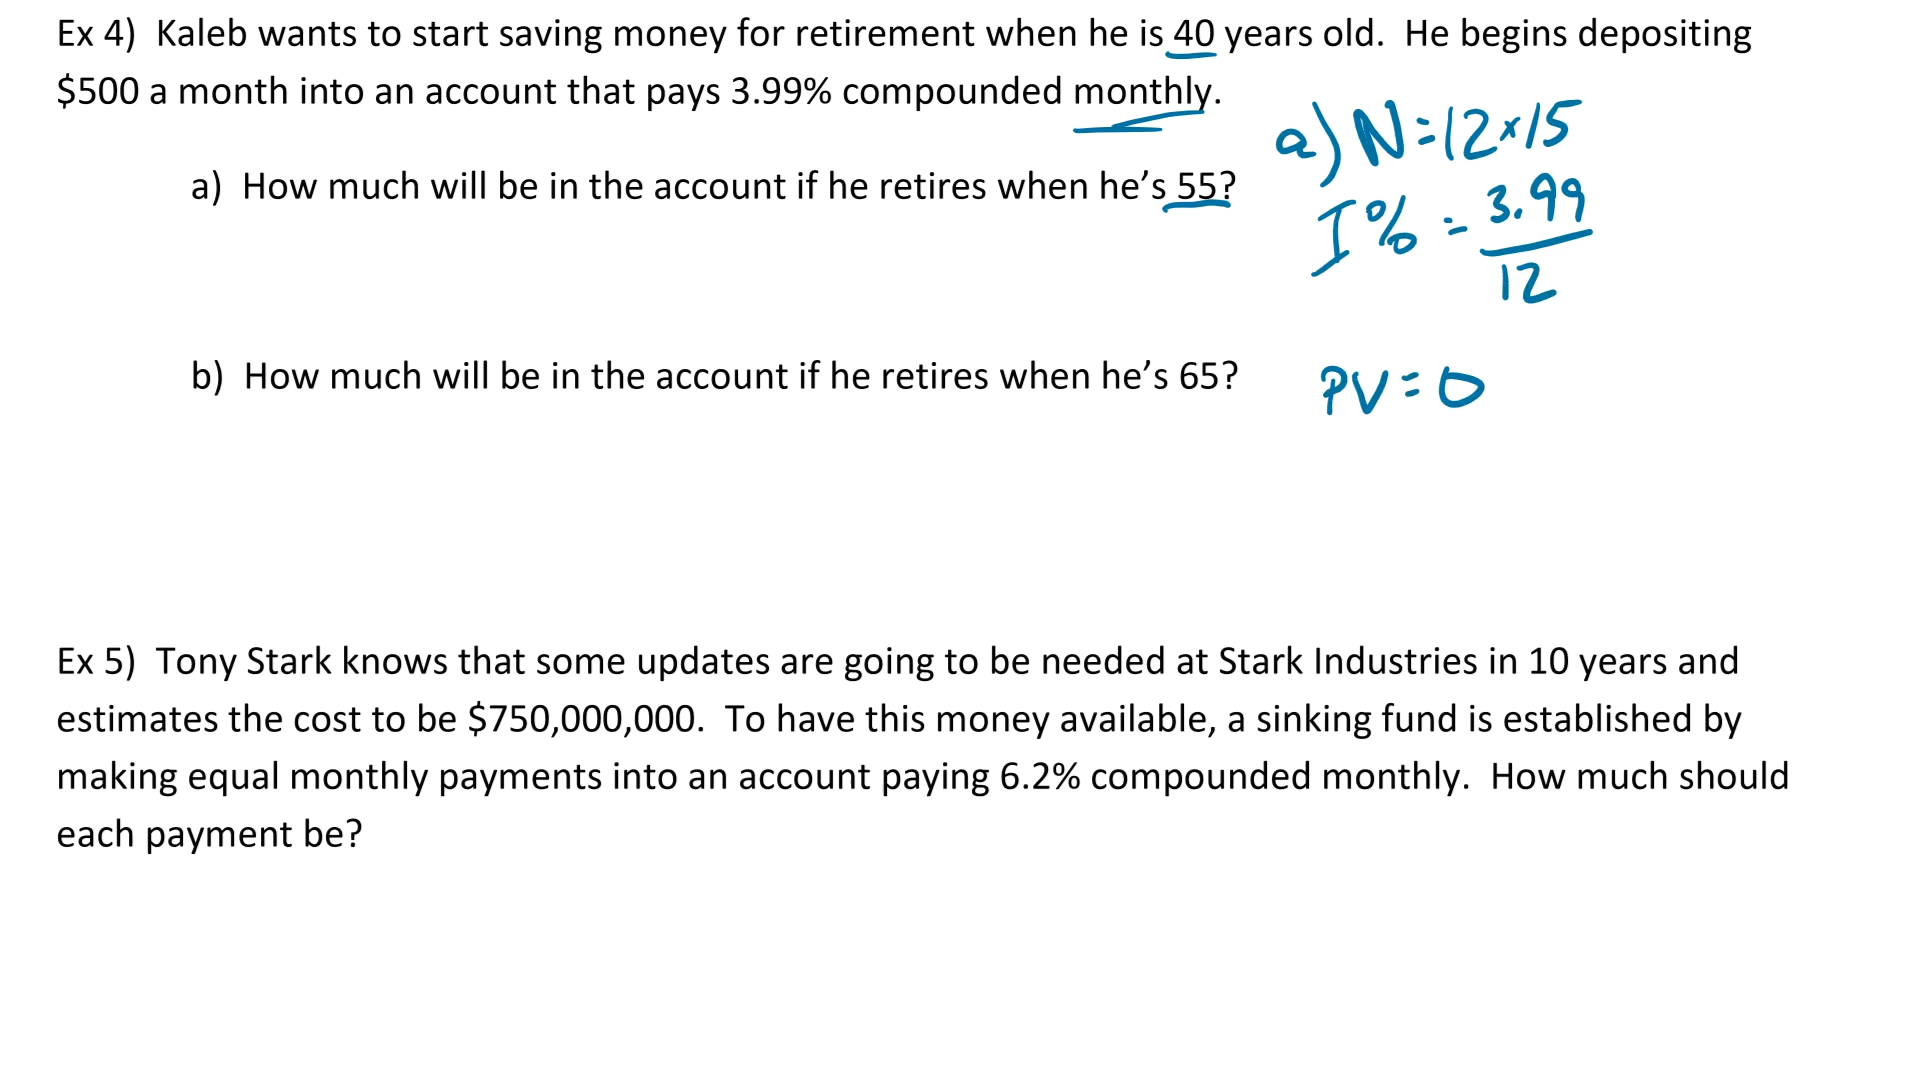 Ex 4) Kaleb wants to start saving money for retirement when he is 40 years old. He begins depositing
$500 a month into an account that pays 3.99% compounded monthly.
a) N=12×15
a) How much will be in the account if he retires when he's 55?
I% = 3.99
12
b) How much will be in the account if he retires when he's 65?
PV=0
Ex 5) Tony Stark knows that some updates are going to be needed at Stark Industries in 10 years and
estimates the cost to be $750,000,000. To have this money available, a sinking fund is established by
making equal monthly payments into an account paying 6.2% compounded monthly. How much should
each payment be?